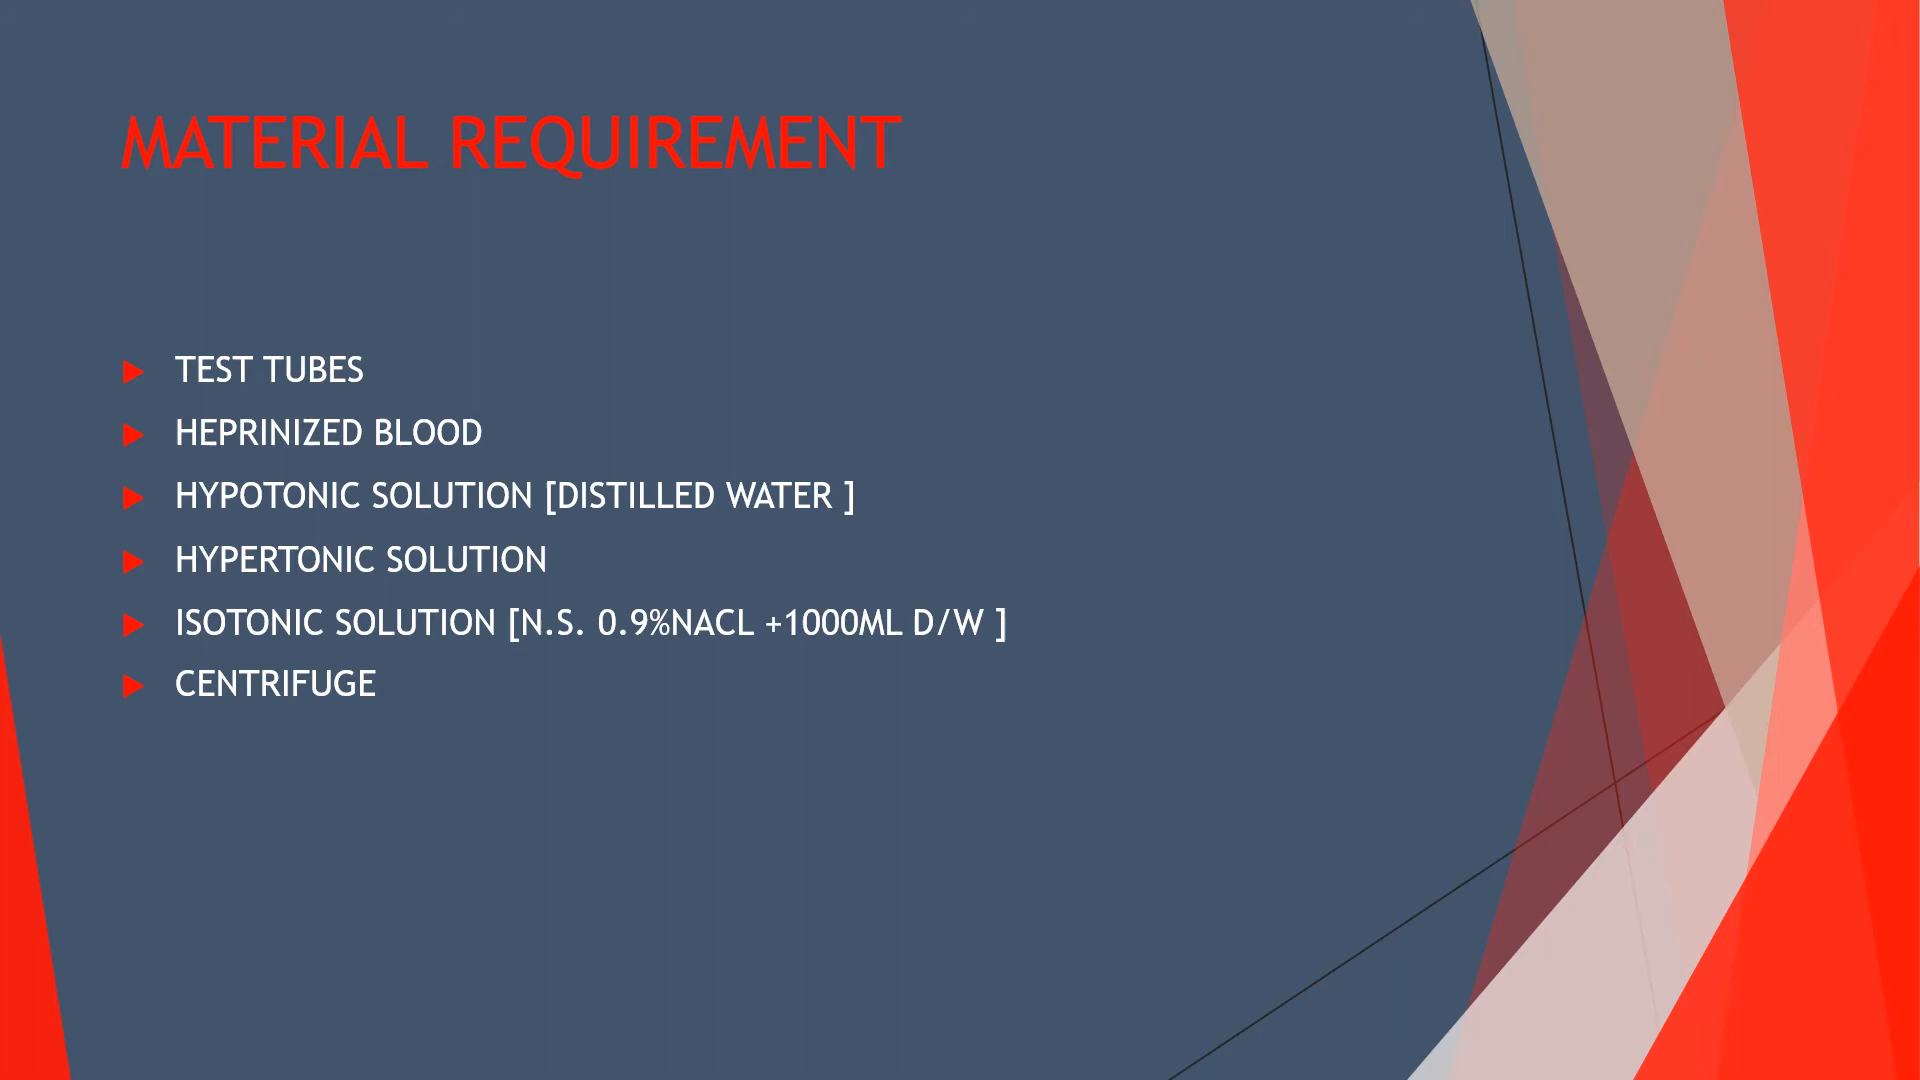 MATERIAL REQUIREMENT
TEST TUBES
HEPRINIZED BLOOD
HYPOTONIC SOLUTION [DISTILLED WATER ]
HYPERTONIC SOLUTION
ISOTONIC SOLUTION [N.S. 0.9%NACL +1000ML D/W ]
CENTRIFUGE